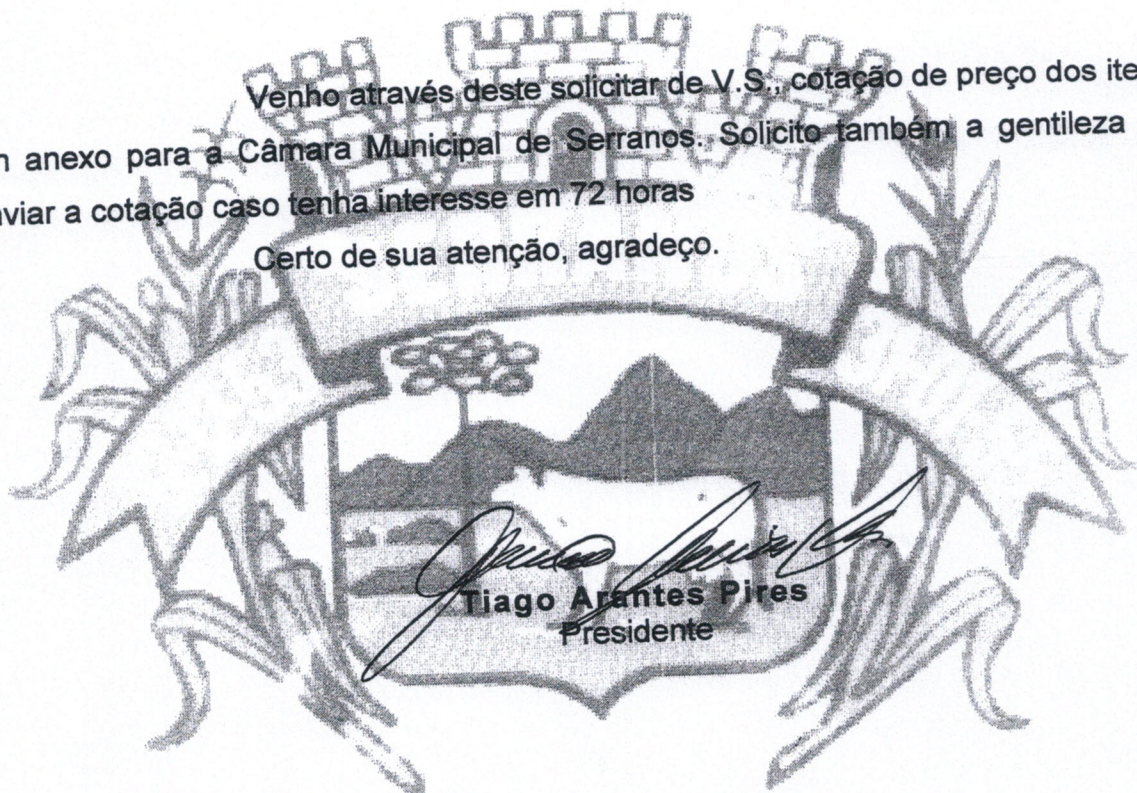 Venho através deste solicitar de V.S., cotação de preço dos ite
anexo para a Câmara Municipal de Serranos. Solicito também a gentileza
viar a cotação caso tenha interesse em 72 horas
Certo de sua atenção, agradeço.
Tiago Arantes Pires
Presidente